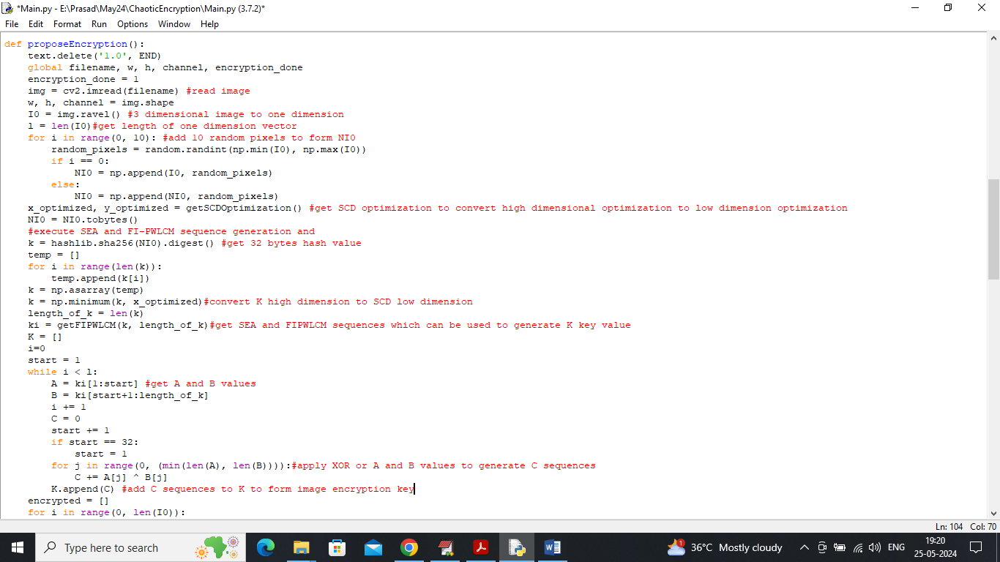 *Main.py - E:\Prasad\May24\ChaoticEncryption\Main.py (3.7.2)*
File Edit Format Run Options Window Help
def proposeEncryption():
    text.delete('1.0', END)
    global filename, w, h, channel, encryption_done
    encryption_done = 1
    img = cv2.imread(filename) #read image
    w, h, channel = img.shape
    I0 = img.ravel() #3 dimensional image to one dimension
    l = len(I0)#get length of one dimension vector
    for i in range(0, 10): #add 10 random pixels to form NI0
        random_pixels = random.randint(np.min(I0), np.max(I0))
        if i == 0:
            NI0 = np.append(I0, random_pixels)
        else:
            NI0 = np.append(NI0, random_pixels)
    x_optimized, y_optimized = getSCDOptimization() #get SCD optimization to convert high dimensional optimization to low dimension optimization
    NI0 = NI0.tobytes()
    #execute SEA and FI-PWLCM sequence generation and
    k = hashlib.sha256(NI0).digest() #get 32 bytes hash value
    temp = []
    for i in range(len(k)):
        temp.append(k[i])
    k = np.asarray(temp)
    k = np.minimum(k, x_optimized)#convert K high dimension to SCD low dimension
    length_of_k = len(k)
    ki = getFIPWLCM(k, length_of_k)#get SEA and FIPWLCM sequences which can be used to generate K key value
    K = []
    i=0
    start = 1
    while i < l:
        A = ki[1:start] #get A and B values
        B = ki[start+1:length_of_k]
        i += 1
        C = 0
        start += 1
        if start == 32:
            start = 1
        for j in range(0, (min(len(A), len(B)))):#apply XOR or A and B values to generate C sequences
            C += A[j] ^ B[j]
        K.append(C) #add C sequences to K to form image encryption key
    encrypted = []
    for i in range(0, len(I0)):
Ln: 104 Col: 70
Type here to search
1
36°C Mostly cloudy
ENG
19:20
25-05-2024